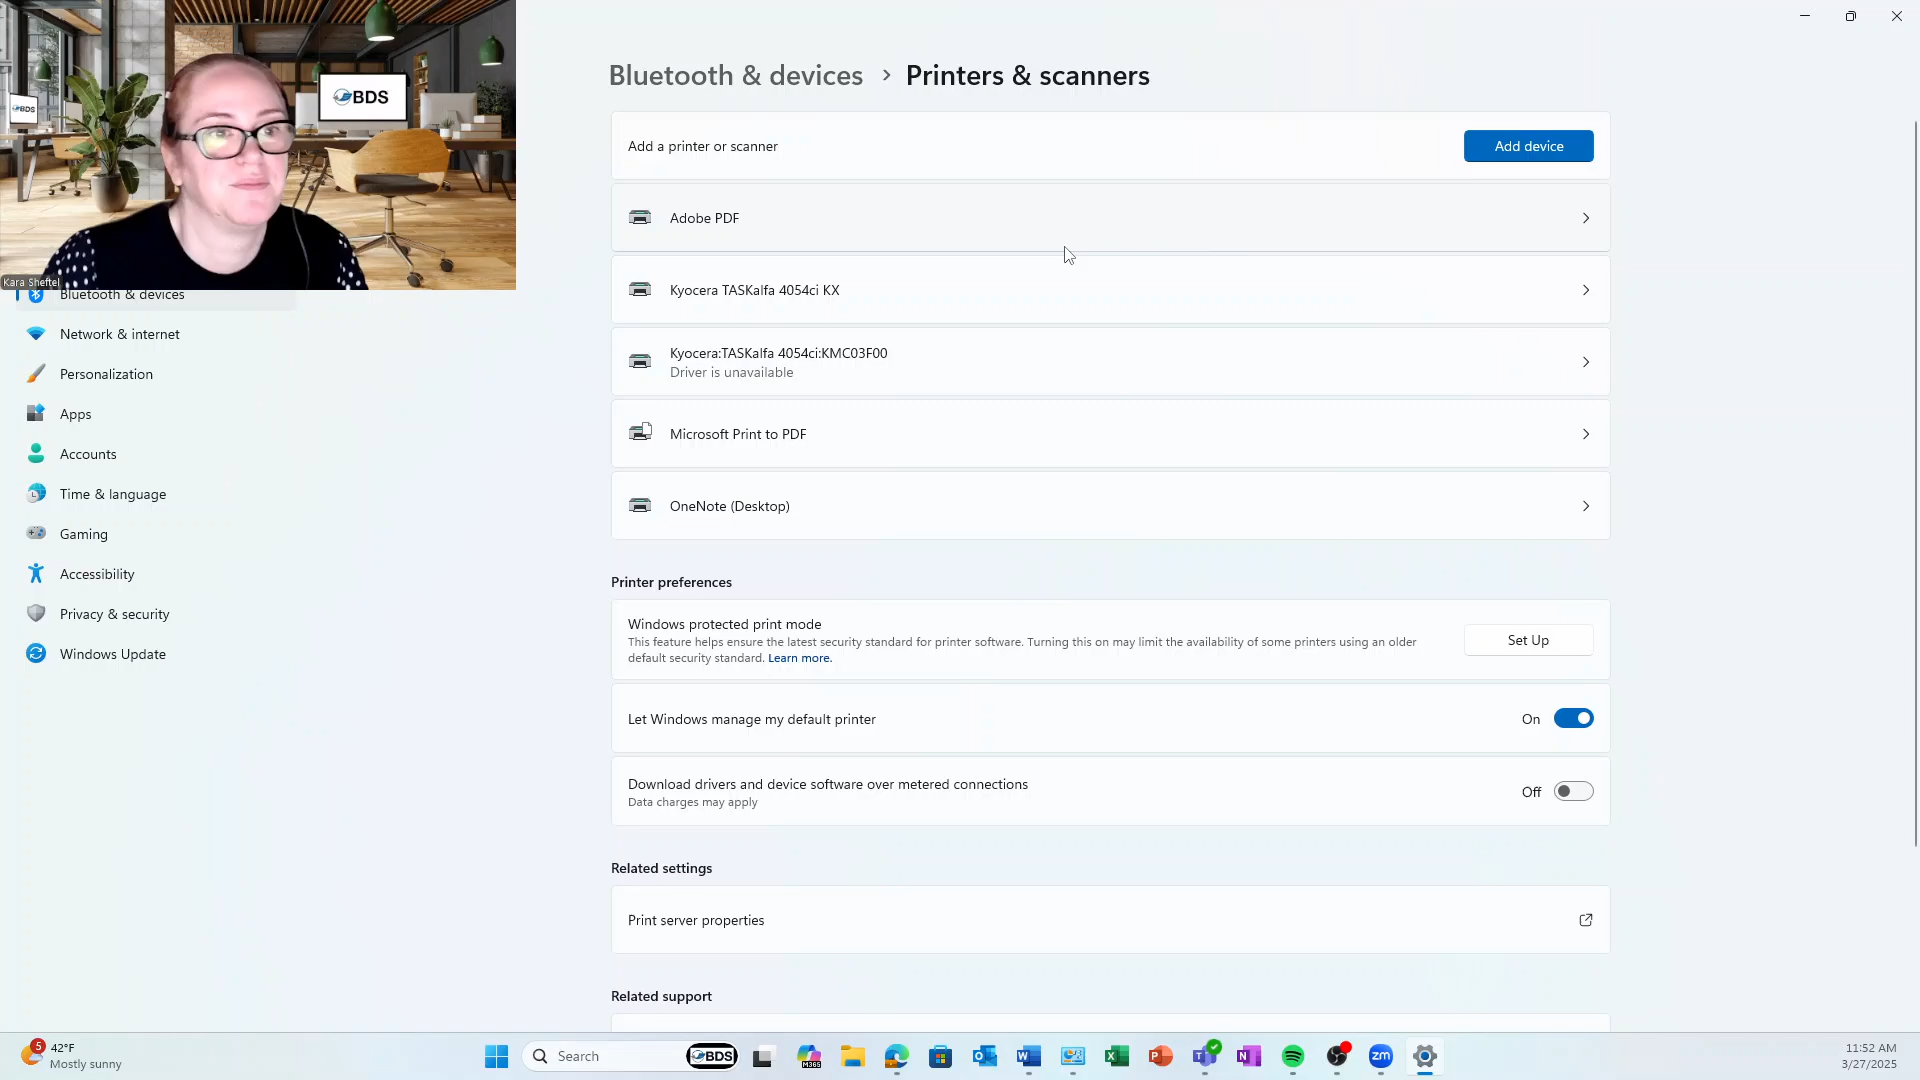 BDS
BDS
Kara Sheftel
Bluetooth & devices > Printers & scanners
Add a printer or scanner
Add device
Adobe PDF
Kyocera TASKalfa 4054ci KX
Kyocera:TASKalfa 4054ci:KMC03F00
Driver is unavailable
Microsoft Print to PDF
OneNote (Desktop)
Bluetooth & devices
Network & internet
Personalization
Apps
Accounts
Time & language
Gaming
Accessibility
Privacy & security
Windows Update
Printer preferences
Windows protected print mode
This feature helps ensure the latest security standard for printer software. Turning this on may limit the availability of some printers using an older
default security standard. Learn more.
Set Up
Let Windows manage my default printer
On
Download drivers and device software over metered connections
Data charges may apply
Off
Related settings
Print server properties
Related support
5
42°F
Mostly sunny
Search
BDS
M365
zm
11:52 AM
3/27/2025